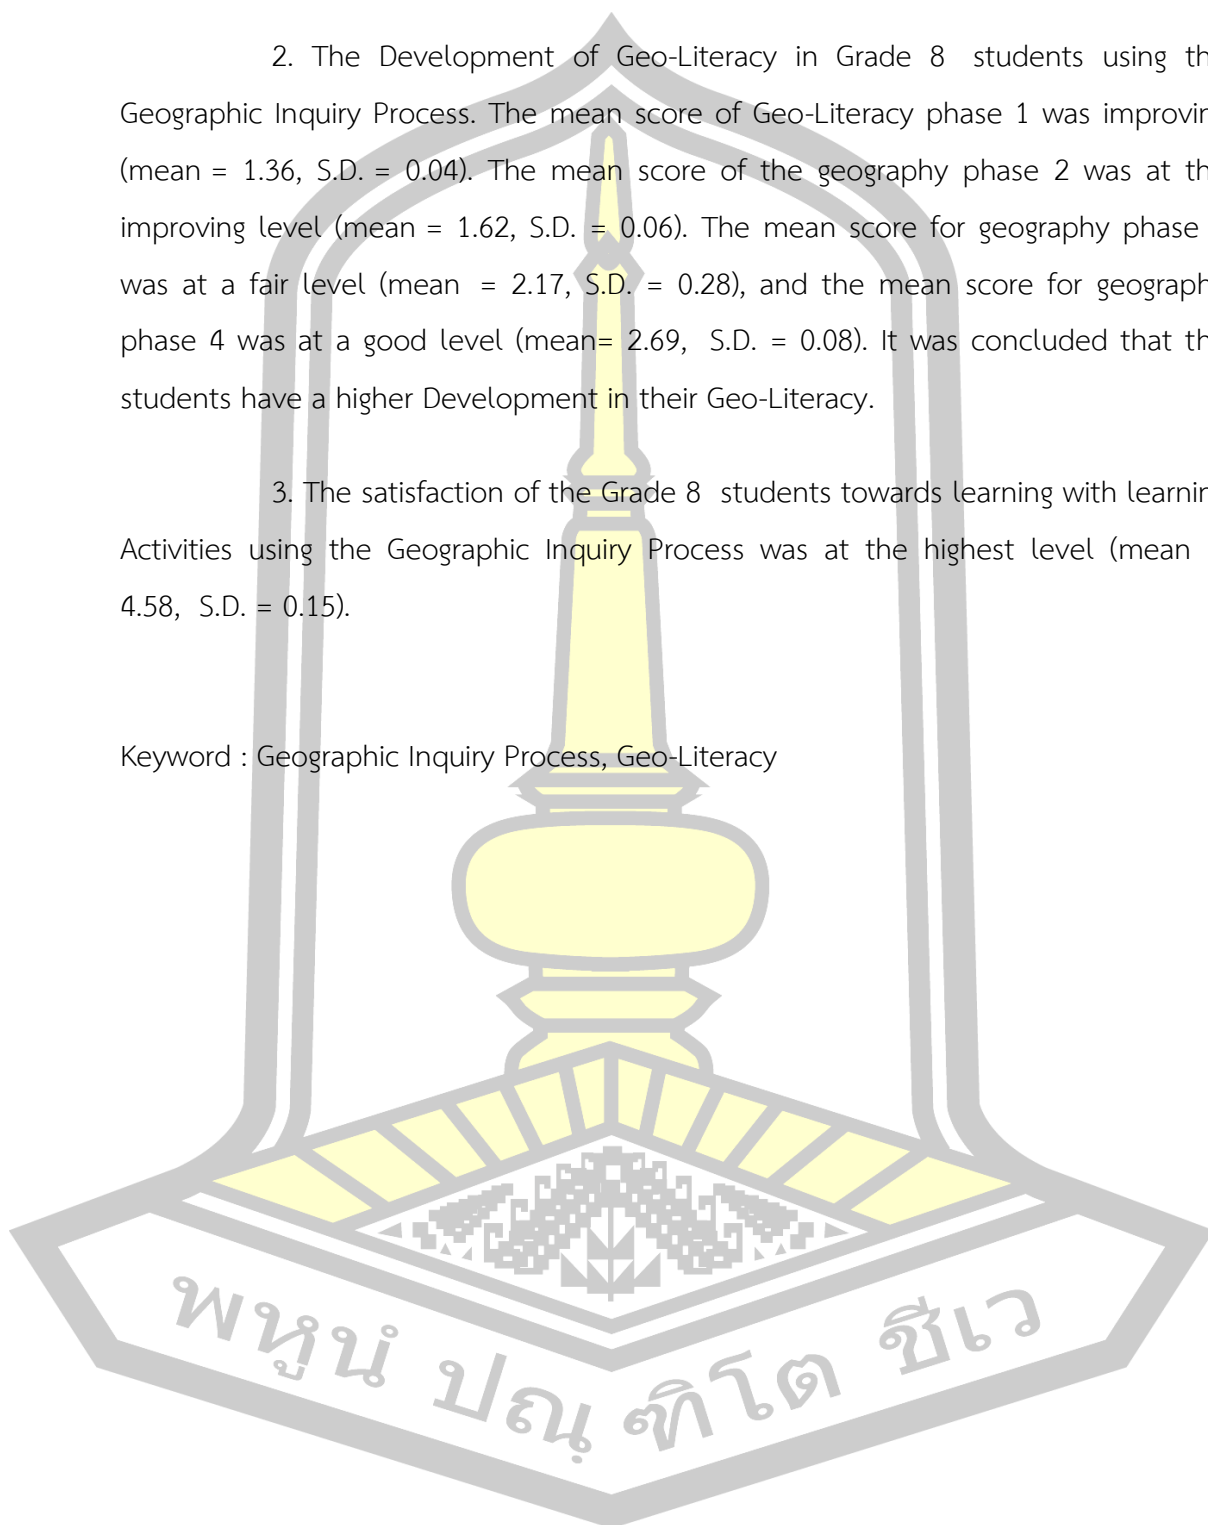 2. The Development of Geo-Literacy in Grade 8 students using th
Geographic Inquiry Process. The mean score of Geo-Literacy phase 1 was improvin
(mean = 1.36, S.D. = 0.04). The mean score of the geography phase 2 was at th
improving level (mean = 1.62, S.D. = 0.06). The mean score for geography phase
was at a fair level (mean = 2.17, S.D. = 0.28), and the mean score for geograph
phase 4 was at a good level (mean= 2.69, S.D. = 0.08). It was concluded that th
students have a higher Development in their Geo-Literacy.
3. The satisfaction of the Grade 8 students towards learning with learnin
Activities using the Geographic Inquiry Process was at the highest level (mean
4.58, S.D. = 0.15).
Keyword : Geographic Inquiry Process, Geo-Literacy
พหูนํ ปณฺฑิโต ชีเว